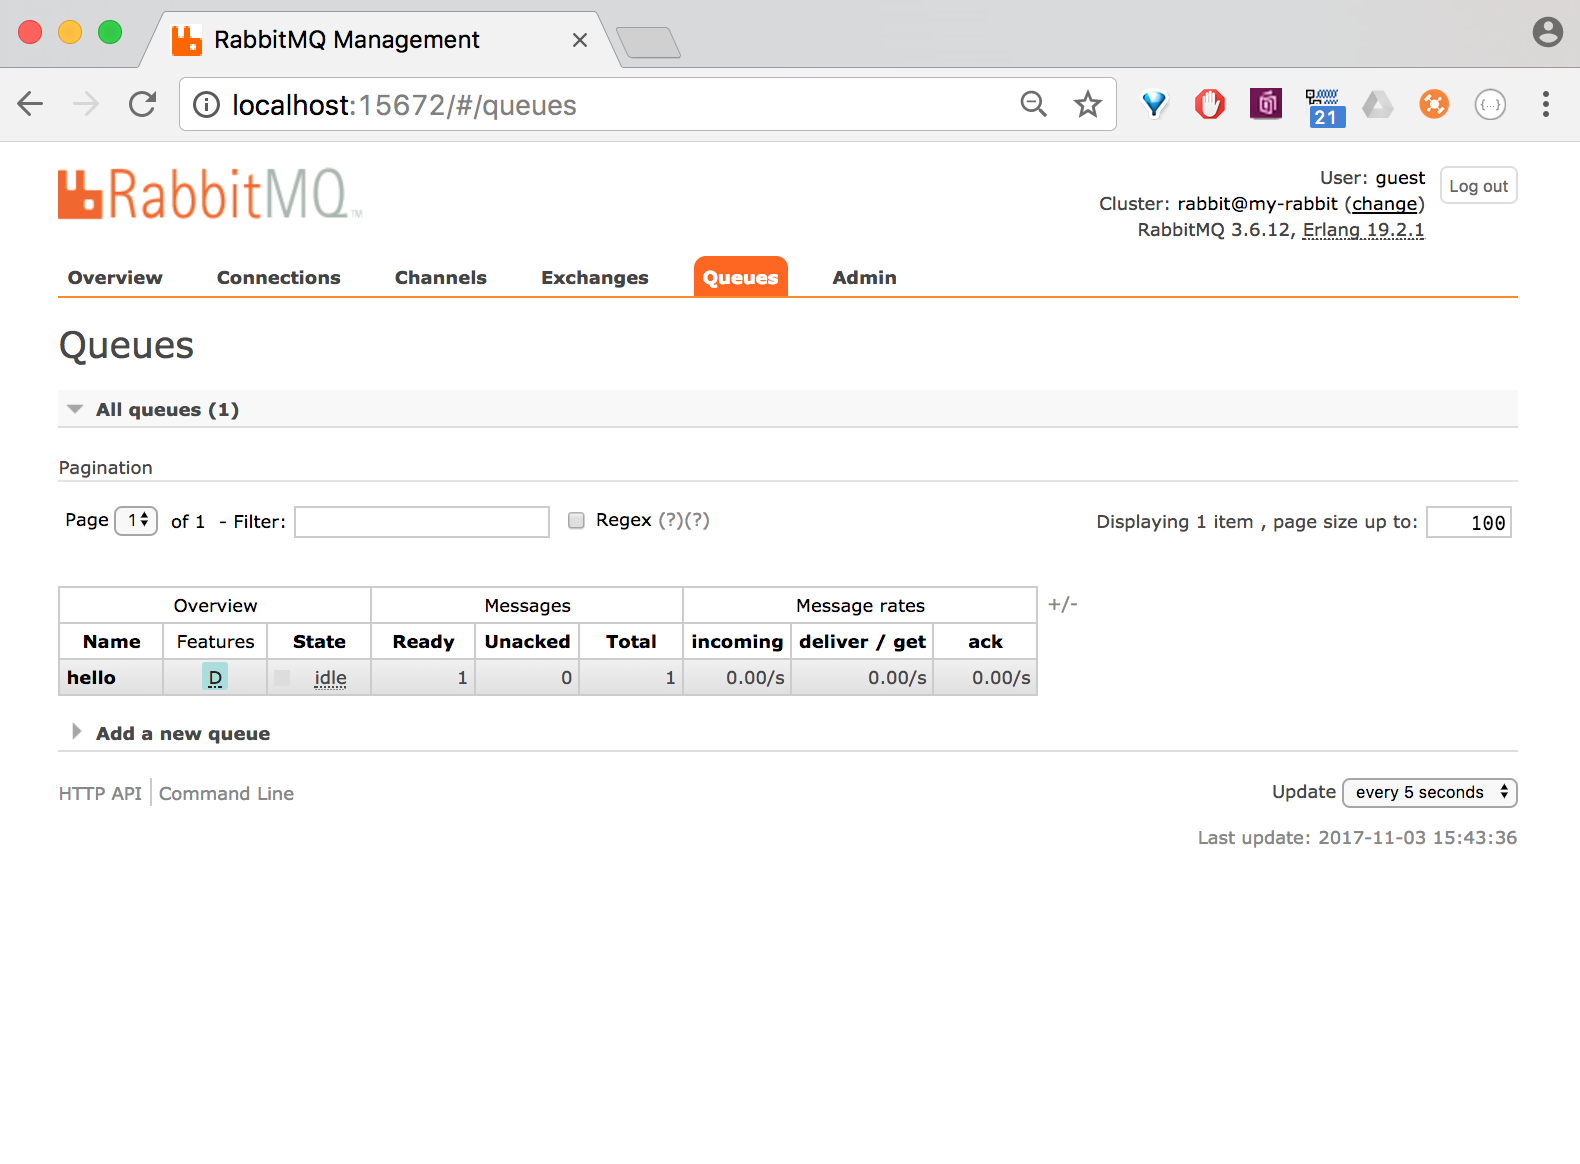 RabbitMQ Management
localhost:15672/#/queues
21
{...}
RabbitMQ™
User: guest
Log out
Cluster: rabbit@my-rabbit (change)
RabbitMQ 3.6.12, Erlang 19.2.1
Overview Connections Channels Exchanges Queues Admin
Queues
All queues (1)
Pagination
Page 1 of 1 - Filter: Regex (?)(?) Displaying 1 item , page size up to: 100
Overview Messages Message rates +/-
Name Features State Ready Unacked Total incoming deliver / get ack
hello D idle 1 0 1 0.00/s 0.00/s 0.00/s
Add a new queue
HTTP API Command Line Update every 5 seconds
Last update: 2017-11-03 15:43:36